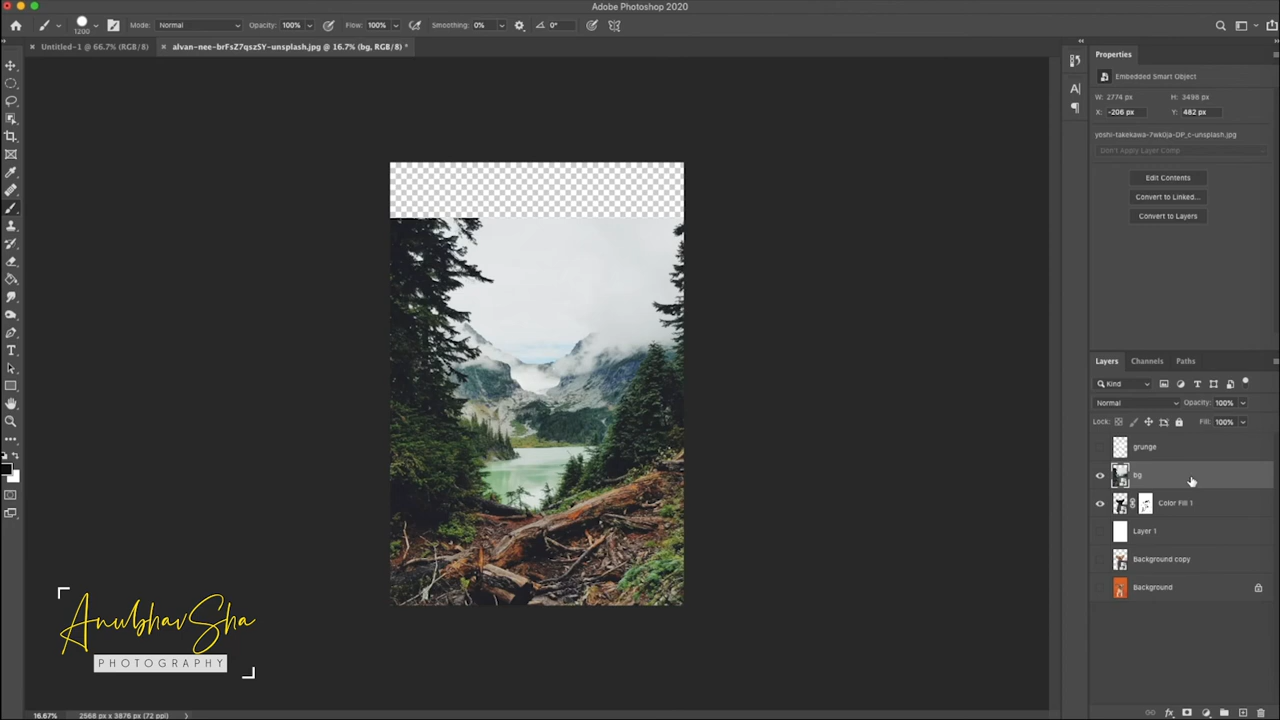 Adobe Photoshop 2020
1200
Mode: Normal Opacity: 100% Flow: 100% Smoothing: 0% 0°
Untitled-1 @ 66.7% (RGB/8) alvan-nee-brFsZ7qszSY-unsplash.jpg @ 16.7% (bg, RGB/8) *
Properties
Embedded Smart Object
W: 2774 px H: 3498 px
X: -206 px Y: 482 px
yoshi-takekawa-7wkDja-DP_c-unsplash.jpg
Don't Apply Layer Comp
Edit Contents
Convert to Linked...
Convert to Layers
Layers Channels Paths
Kind
Normal Opacity: 100%
Lock: Fill: 100%
grunge
bg
Color Fill 1
Layer 1
Background copy
Background
AnubhavSha
PHOTOGRAPHY
16.67% 2568 px x 3876 px (72 ppi)